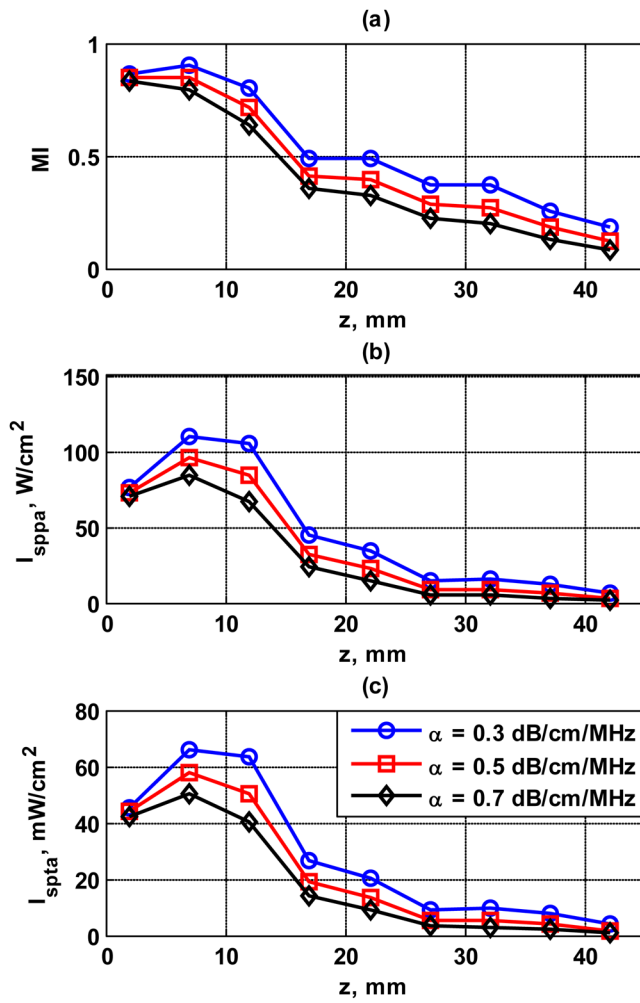 (a)
1
0.5
0
MI
0 10 20 30 40
z, mm
(b)
150
100
50
0
I_sppa, W/cm²
0 10 20 30 40
z, mm
(c)
80
60
40
20
0
I_spta, mW/cm²
α = 0.3 dB/cm/MHz
α = 0.5 dB/cm/MHz
α = 0.7 dB/cm/MHz
0 10 20 30 40
z, mm